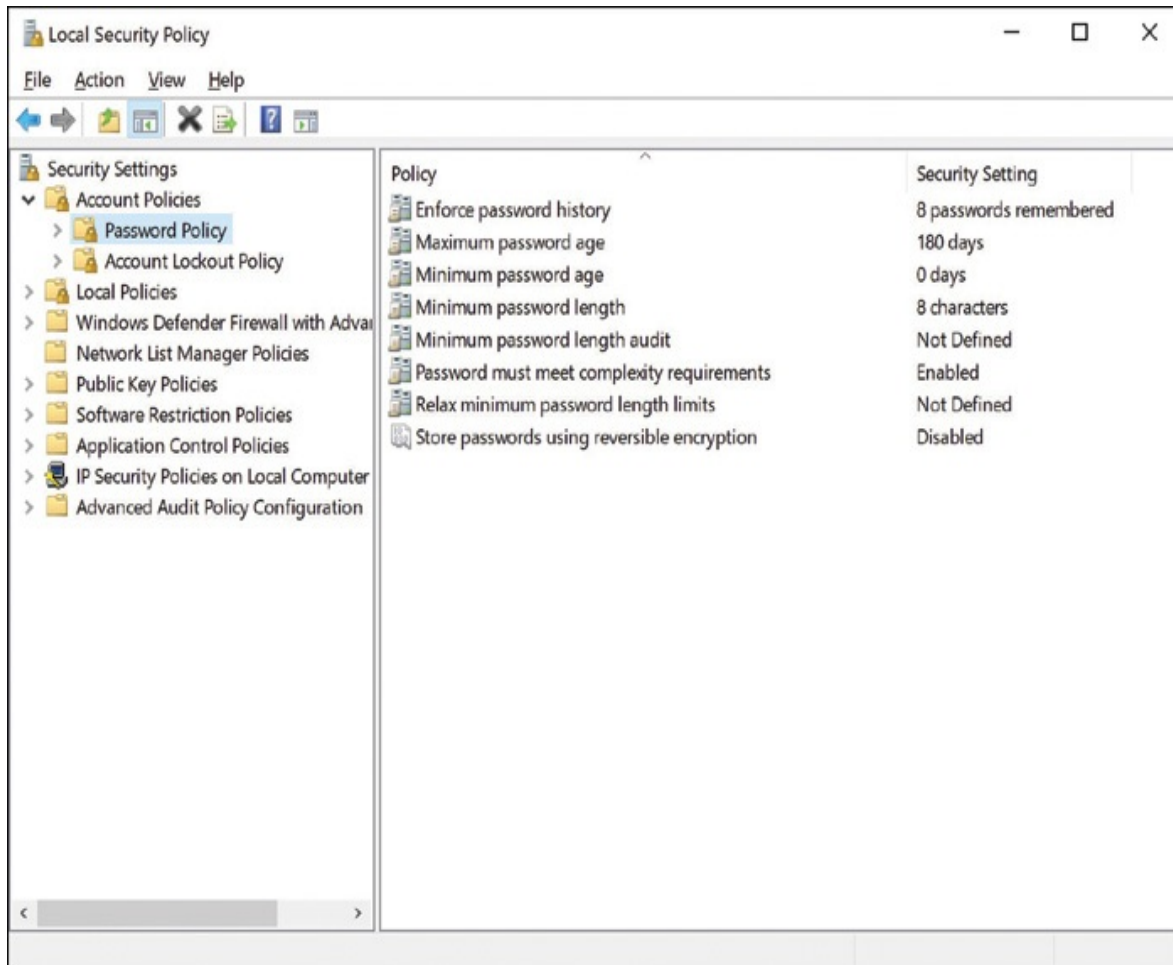 Local Security Policy
File Action View Help
Security Settings
Account Policies
Password Policy
Account Lockout Policy
Local Policies
Windows Defender Firewall with Advai
Network List Manager Policies
Public Key Policies
Software Restriction Policies
Application Control Policies
IP Security Policies on Local Computer
Advanced Audit Policy Configuration
Policy Security Setting
Enforce password history 8 passwords remembered
Maximum password age 180 days
Minimum password age 0 days
Minimum password length 8 characters
Minimum password length audit Not Defined
Password must meet complexity requirements Enabled
Relax minimum password length limits Not Defined
Store passwords using reversible encryption Disabled